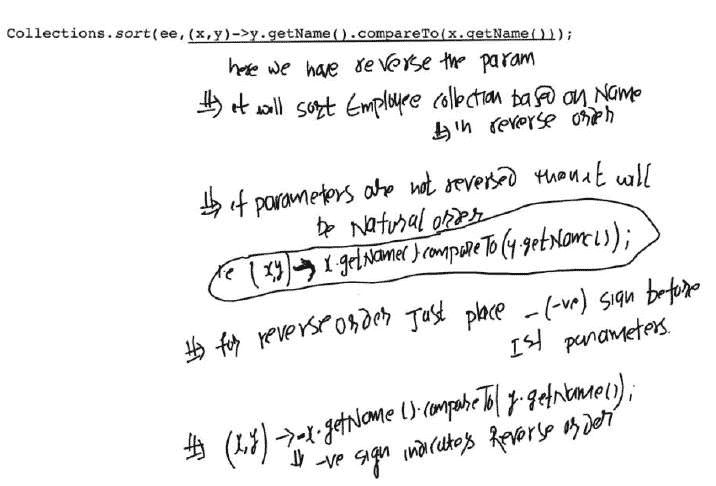 Collections.sort(ee,(x,y)->y.getName().compareTo(x.getName()));
here we have reverse the param
⇒ it will sort Employee collection based on Name
↳ in reverse order
⇒ if parameters are not reversed then it will
be Natural order
ie (x,y) → x.getName().compareTo(y.getName());
⇒ for reverse order Just place - (-ve) sign before
Ist parameters.
⇒ (x,y) → -x.getName().compareTo(y.getName());
⇓ -ve sign indicates Reverse order